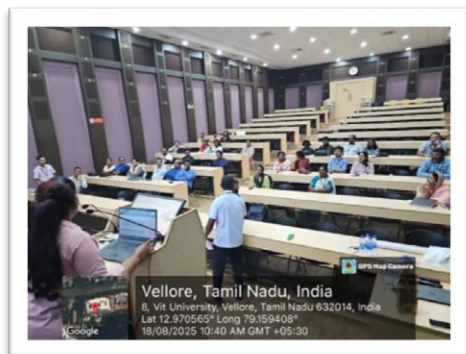 GPS Map Camera
Vellore, Tamil Nadu, India
8, Vit University, Vellore, Tamil Nadu 632014, India
Lat 12.970565° Long 79.159408°
18/08/2025 10:40 AM GMT +05:30
Google